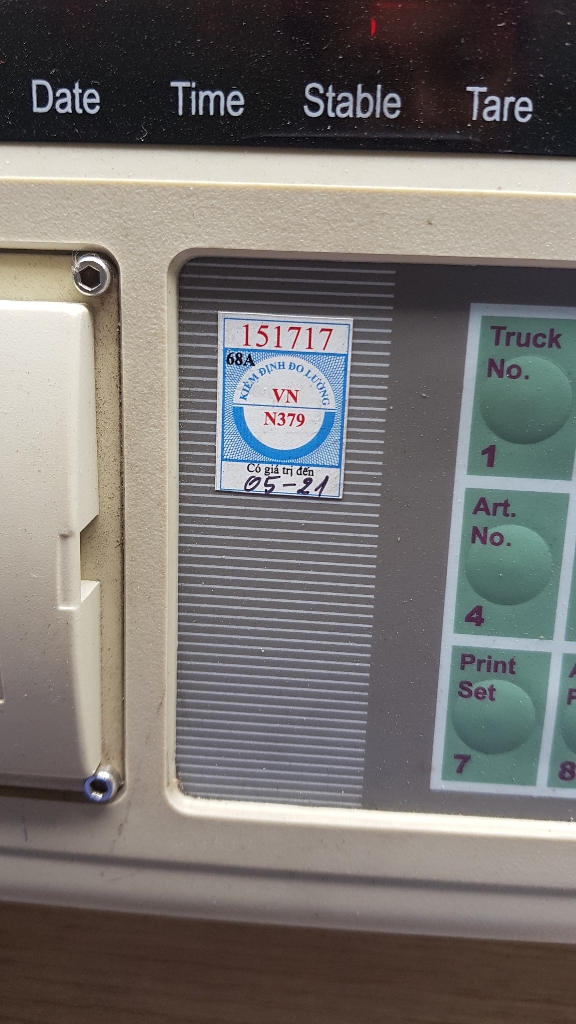 Date Time Stable Tare
151717
68A
KIỂM ĐỊNH ĐO LƯỜNG
VN
N379
Có giá trị đến
05-21
Truck
No.
1
Art.
No.
4
Print
Set
7
8